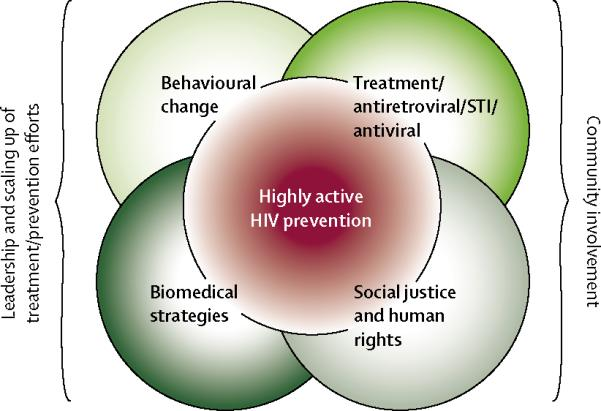 Leadership and scaling up of
treatment/prevention efforts
Behavioural
change
Treatment/
antiretroviral/STI/
antiviral
Highly active
HIV prevention
Biomedical
strategies
Social justice
and human
rights
Community involvement